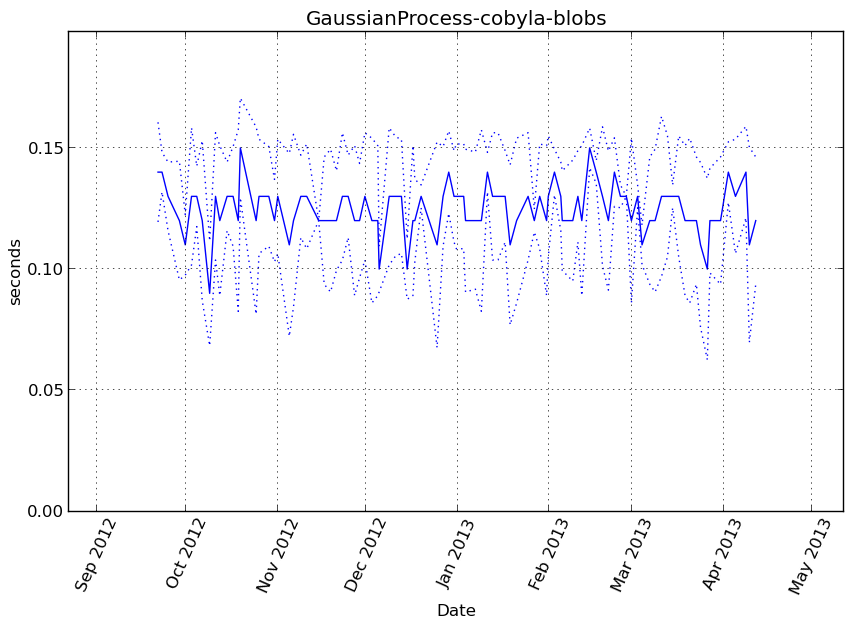 GaussianProcess-cobyla-blobs
seconds
0.15
0.10
0.05
0.00
Sep 2012
Oct 2012
Nov 2012
Dec 2012
Jan 2013
Feb 2013
Mar 2013
Apr 2013
May 2013
Date